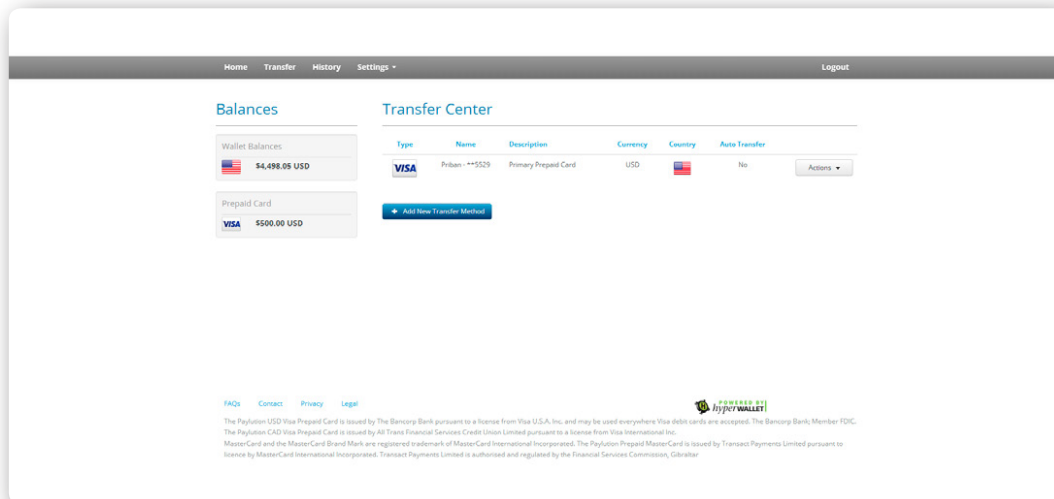 Home Transfer History Settings Logout
Balances
Transfer Center
Wallet Balances
$4,498.05 USD
Prepaid Card
VISA $500.00 USD
Type Name Description Currency Country Auto Transfer
VISA Priban - **5529 Primary Prepaid Card USD No Actions
+ Add New Transfer Method
FAQs Contact Privacy Legal
POWERED BY
hyperWALLET
The Paylution USD Visa Prepaid Card is issued by The Bancorp Bank pursuant to a license from Visa U.S.A. Inc. and may be used everywhere Visa debit cards are accepted. The Bancorp Bank; Member FDIC.
The Paylution CAD Visa Prepaid Card is issued by All Trans Financial Services Credit Union Limited pursuant to a license from Visa International Inc.
MasterCard and the MasterCard Brand Mark are registered trademark of MasterCard International Incorporated. The Paylution Prepaid MasterCard is issued by Transact Payments Limited pursuant to
licence by MasterCard International Incorporated. Transact Payments Limited is authorised and regulated by the Financial Services Commission, Gibraltar